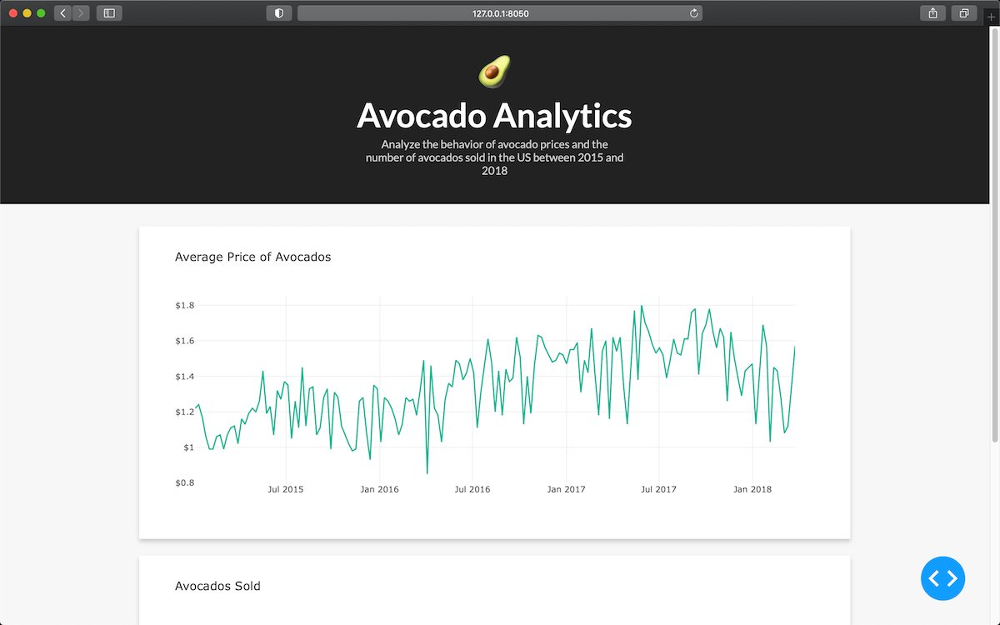 127.0.0.1:8050
Avocado Analytics
Analyze the behavior of avocado prices and the
number of avocados sold in the US between 2015 and
2018
Average Price of Avocados
$1.8
$1.6
$1.4
$1.2
$1
$0.8
Jul 2015 Jan 2016 Jul 2016 Jan 2017 Jul 2017 Jan 2018
Avocados Sold